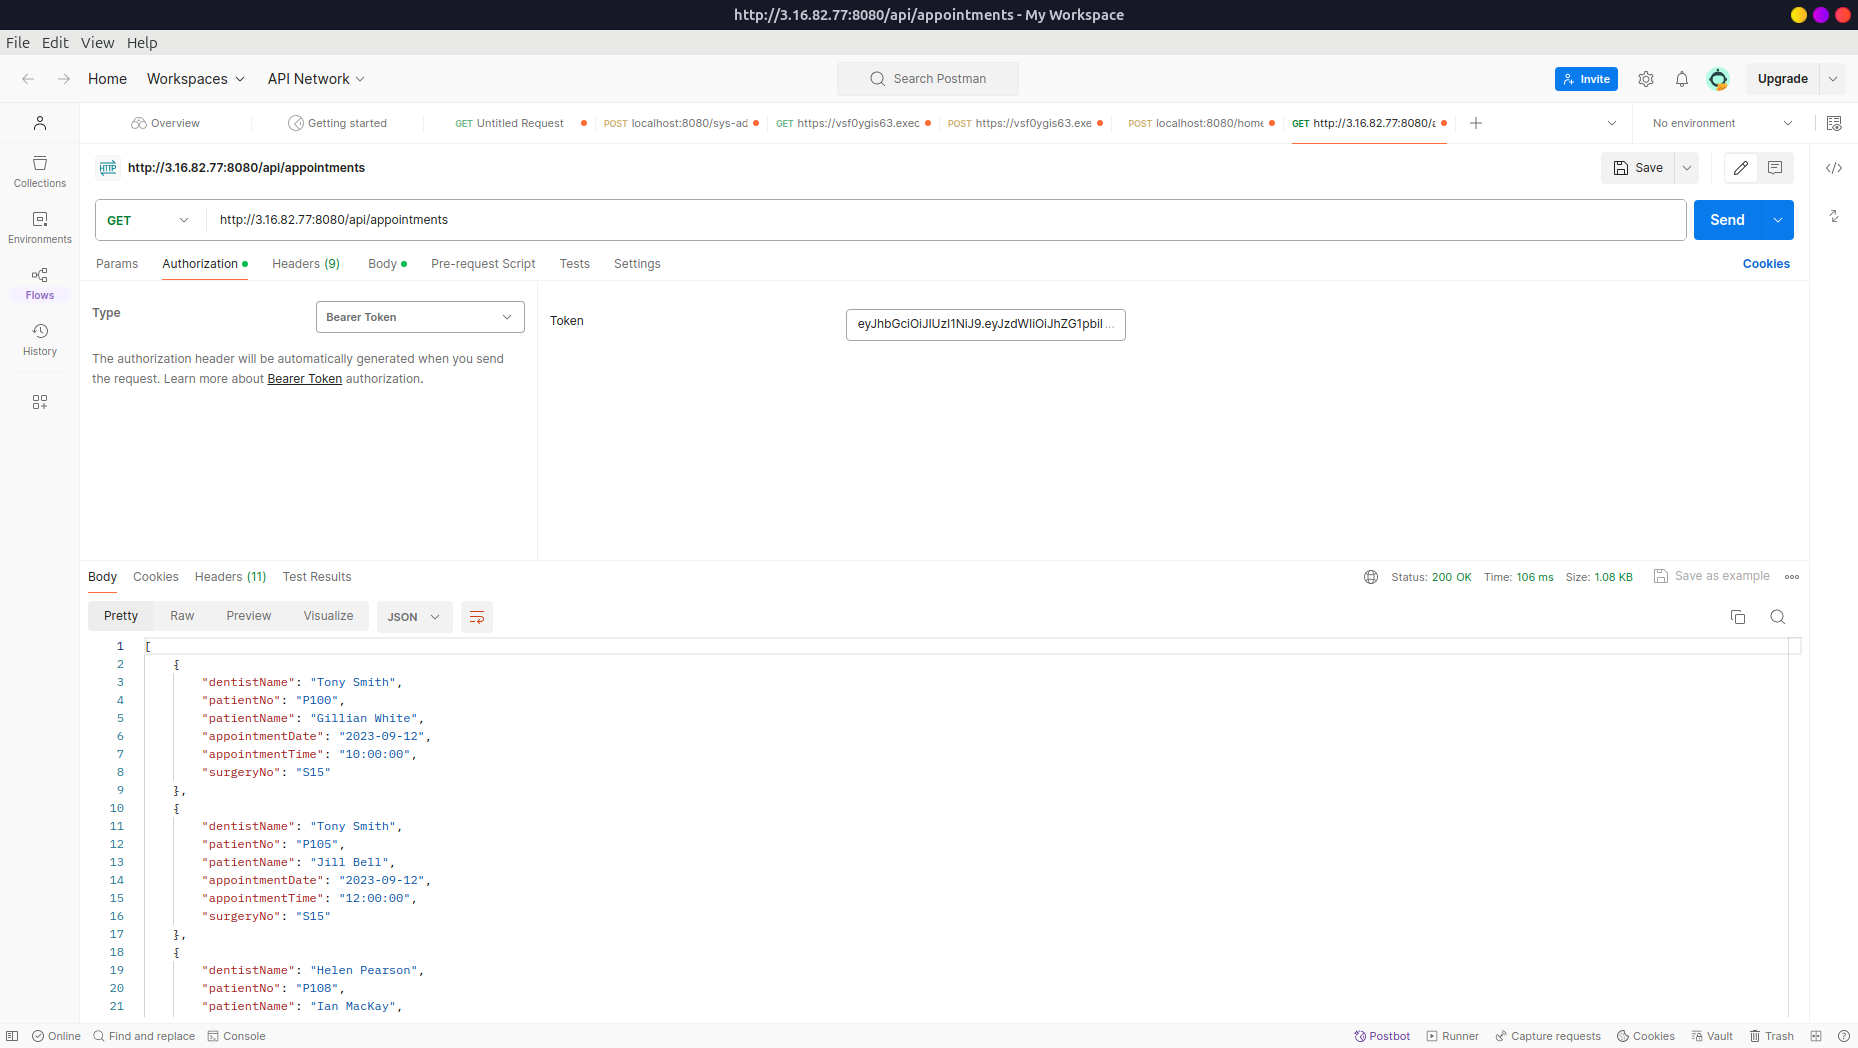 http://3.16.82.77:8080/api/appointments - My Workspace
File Edit View Help
Home Workspaces API Network Search Postman Invite Upgrade
Overview Getting started GET Untitled Request POST localhost:8080/sys-ad GET https://vsf0ygis63.exec POST https://vsf0ygis63.exe POST localhost:8080/home GET http://3.16.82.77:8080/a No environment
HTTP http://3.16.82.77:8080/api/appointments Save
Collections
GET http://3.16.82.77:8080/api/appointments Send
Environments
Params Authorization Headers (9) Body Pre-request Script Tests Settings Cookies
Flows
Type Bearer Token Token eyJhbGciOiJIUzI1NiJ9.eyJzdWIiOiJhZG1pbiI...
History
The authorization header will be automatically generated when you send
the request. Learn more about Bearer Token authorization.
Body Cookies Headers (11) Test Results Status: 200 OK Time: 106 ms Size: 1.08 KB Save as example
Pretty Raw Preview Visualize JSON
1 [
2 {
3 "dentistName": "Tony Smith",
4 "patientNo": "P100",
5 "patientName": "Gillian White",
6 "appointmentDate": "2023-09-12",
7 "appointmentTime": "10:00:00",
8 "surgeryNo": "S15"
9 },
10 {
11 "dentistName": "Tony Smith",
12 "patientNo": "P105",
13 "patientName": "Jill Bell",
14 "appointmentDate": "2023-09-12",
15 "appointmentTime": "12:00:00",
16 "surgeryNo": "S15"
17 },
18 {
19 "dentistName": "Helen Pearson",
20 "patientNo": "P108",
21 "patientName": "Ian MacKay",
Online Find and replace Console Postbot Runner Capture requests Cookies Vault Trash